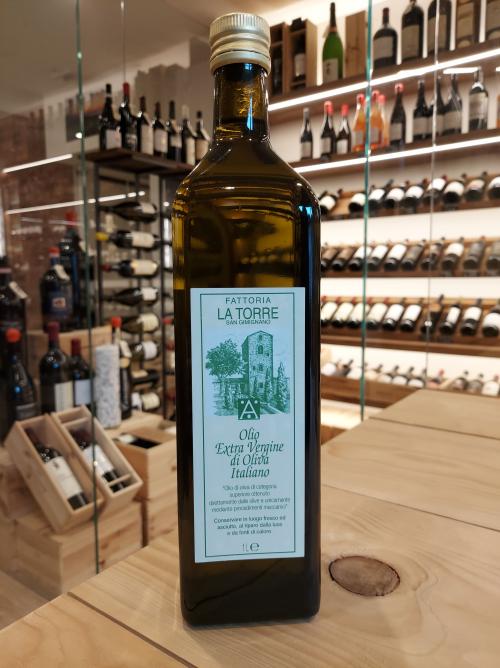 FATTORIA
LA TORRE
SAN GIMIGNANO
A
Olio
Extra Vergine
di Oliva
Italiano
"Olio di oliva di categoria
superiore ottenuto
direttamente dalle olive e unicamente
mediante procedimenti meccanici"
Conservare in luogo fresco ed
asciutto, al riparo dalla luce
e da fonti di calore
1L℮